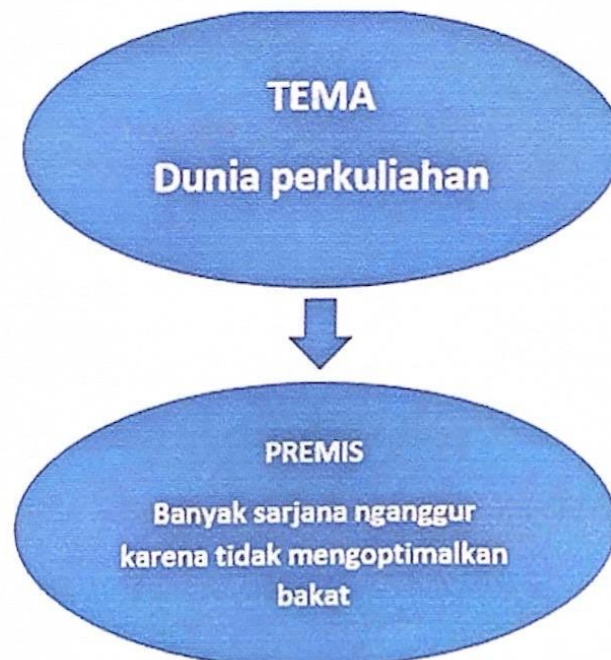 TEMA
Dunia perkuliahan
PREMIS
Banyak sarjana nganggur
karena tidak mengoptimalkan
bakat